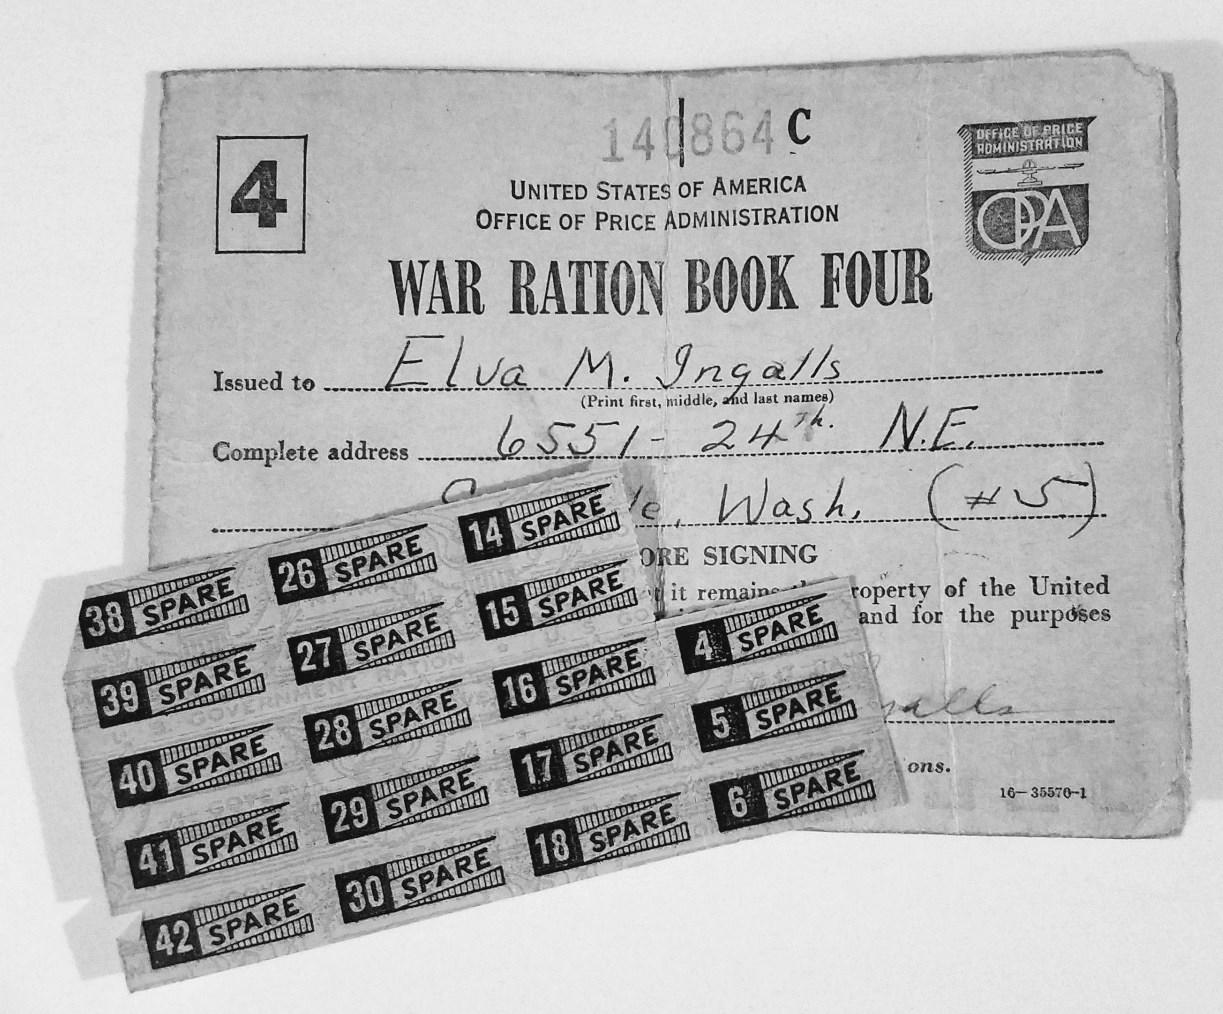 140864 C
4
OFFICE OF PRICE
ADMINISTRATION
OPA
UNITED STATES OF AMERICA
OFFICE OF PRICE ADMINISTRATION
WAR RATION BOOK FOUR
Issued to Elva M. Ingalls
(Print first, middle, and last names)
Complete address 6551- 24th. N.E.
le, Wash. (#5)
ORE SIGNING
it remains the property of the United
and for the purposes
galls
ons.
16-35570-1
38 SPARE 26 SPARE 14 SPARE
39 SPARE 27 SPARE 15 SPARE 4 SPARE
40 SPARE 28 SPARE 16 SPARE 5 SPARE
41 SPARE 29 SPARE 17 SPARE 6 SPARE
42 SPARE 30 SPARE 18 SPARE